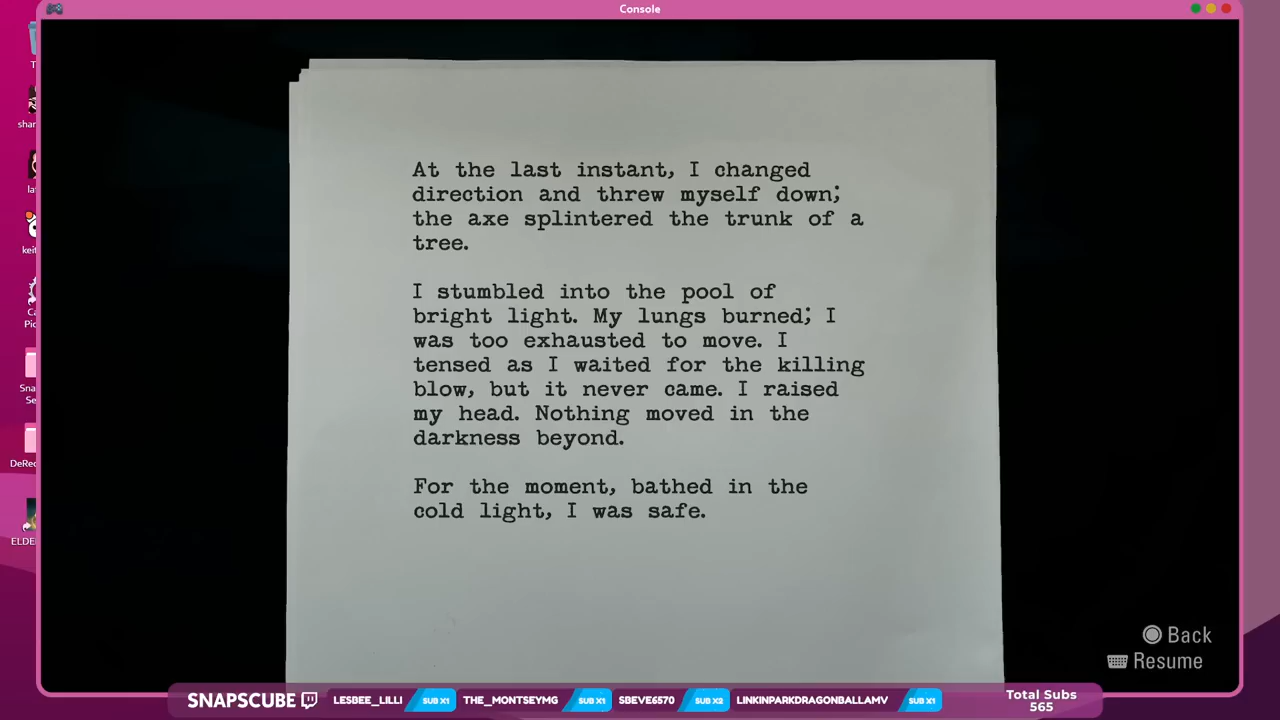 Console
At the last instant, I changed
direction and threw myself down;
the axe splintered the trunk of a
tree.
I stumbled into the pool of
bright light. My lungs burned; I
was too exhausted to move. I
tensed as I waited for the killing
blow, but it never came. I raised
my head. Nothing moved in the
darkness beyond.
For the moment, bathed in the
cold light, I was safe.
Back
Resume
SNAPSCUBE
LESBEE_LILLI SUB X1 THE_MONTSEYMG SUB X1 SBEVE6570 SUB X2 LINKINPARKDRAGONBALLAMV SUB X1
Total Subs
565